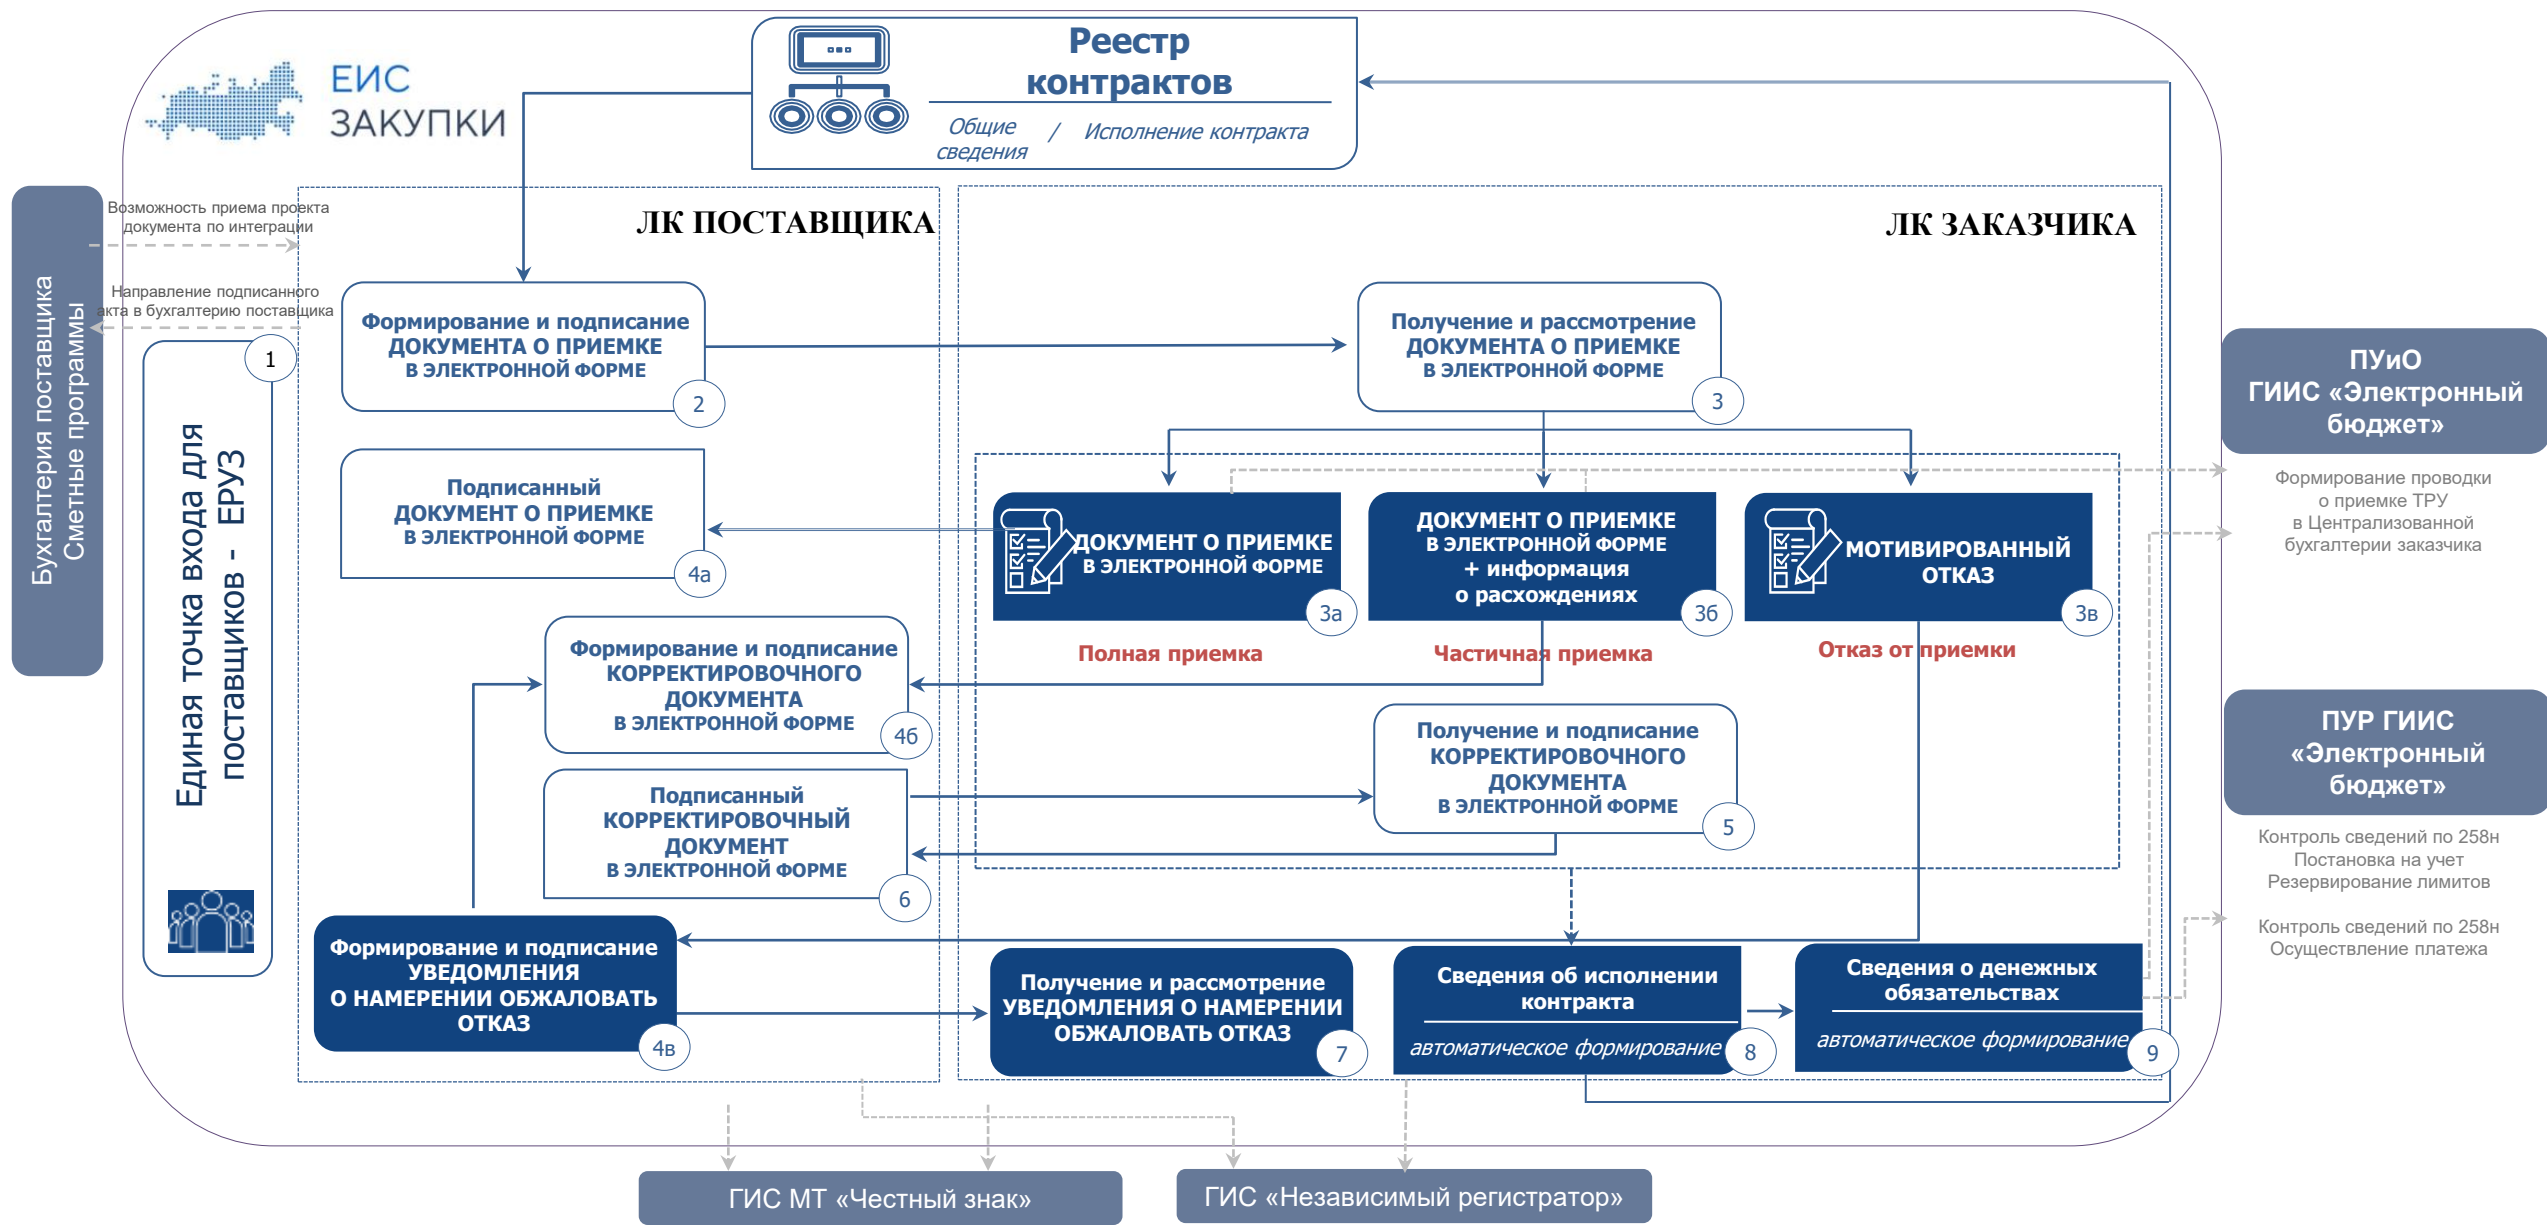 ЕИС
ЗАКУПКИ
Реестр
контрактов
Общие
сведения
/
Исполнение контракта
Бухгалтерия поставщика
Сметные программы
Возможность приема проекта
документа по интеграции
Направление подписанного
акта в бухгалтерию поставщика
1
Единая точка входа для
поставщиков - ЕРУЗ
ЛК ПОСТАВЩИКА
Формирование и подписание
ДОКУМЕНТА О ПРИЕМКЕ
В ЭЛЕКТРОННОЙ ФОРМЕ
2
Подписанный
ДОКУМЕНТ О ПРИЕМКЕ
В ЭЛЕКТРОННОЙ ФОРМЕ
4а
Формирование и подписание
КОРРЕКТИРОВОЧНОГО
ДОКУМЕНТА
В ЭЛЕКТРОННОЙ ФОРМЕ
4б
Подписанный
КОРРЕКТИРОВОЧНЫЙ
ДОКУМЕНТ
В ЭЛЕКТРОННОЙ ФОРМЕ
6
Формирование и подписание
УВЕДОМЛЕНИЯ
О НАМЕРЕНИИ ОБЖАЛОВАТЬ
ОТКАЗ
4в
ЛК ЗАКАЗЧИКА
Получение и рассмотрение
ДОКУМЕНТА О ПРИЕМКЕ
В ЭЛЕКТРОННОЙ ФОРМЕ
3
ДОКУМЕНТ О ПРИЕМКЕ
В ЭЛЕКТРОННОЙ ФОРМЕ
3а
Полная приемка
ДОКУМЕНТ О ПРИЕМКЕ
В ЭЛЕКТРОННОЙ ФОРМЕ
+ информация
о расхождениях
3б
Частичная приемка
МОТИВИРОВАННЫЙ
ОТКАЗ
3в
Отказ от приемки
Получение и подписание
КОРРЕКТИРОВОЧНОГО
ДОКУМЕНТА
В ЭЛЕКТРОННОЙ ФОРМЕ
5
Получение и рассмотрение
УВЕДОМЛЕНИЯ О НАМЕРЕНИИ
ОБЖАЛОВАТЬ ОТКАЗ
7
Сведения об исполнении
контракта
автоматическое формирование
8
Сведения о денежных
обязательствах
автоматическое формирование
9
ПУиО
ГИИС «Электронный
бюджет»
Формирование проводки
о приемке ТРУ
в Централизованной
бухгалтерии заказчика
ПУР ГИИС
«Электронный
бюджет»
Контроль сведений по 258н
Постановка на учет
Резервирование лимитов
Контроль сведений по 258н
Осуществление платежа
ГИС МТ «Честный знак»
ГИС «Независимый регистратор»